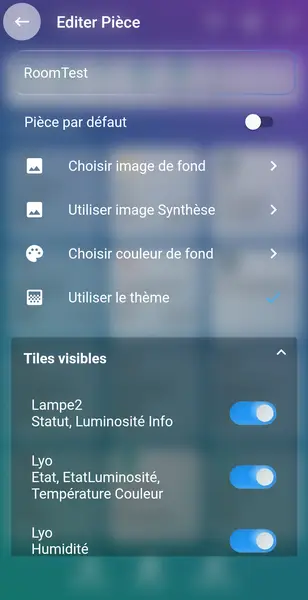 Editer Pièce
RoomTest
Pièce par défaut
Choisir image de fond
Utiliser image Synthèse
Choisir couleur de fond
Utiliser le thème
Tiles visibles
Lampe2
Statut, Luminosité Info
Lyo
Etat, EtatLuminosité,
Température Couleur
Lyo
Humidité